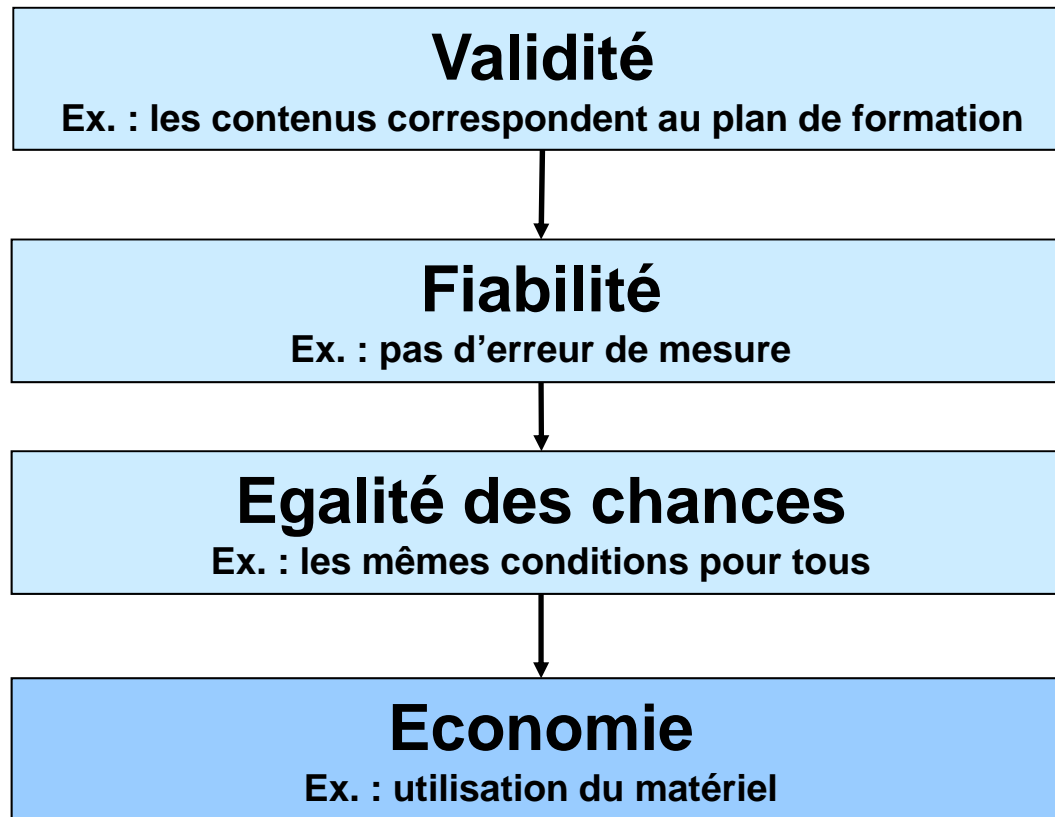 Validité
Ex. : les contenus correspondent au plan de formation
Fiabilité
Ex. : pas d’erreur de mesure
Egalité des chances
Ex. : les mêmes conditions pour tous
Economie
Ex. : utilisation du matériel